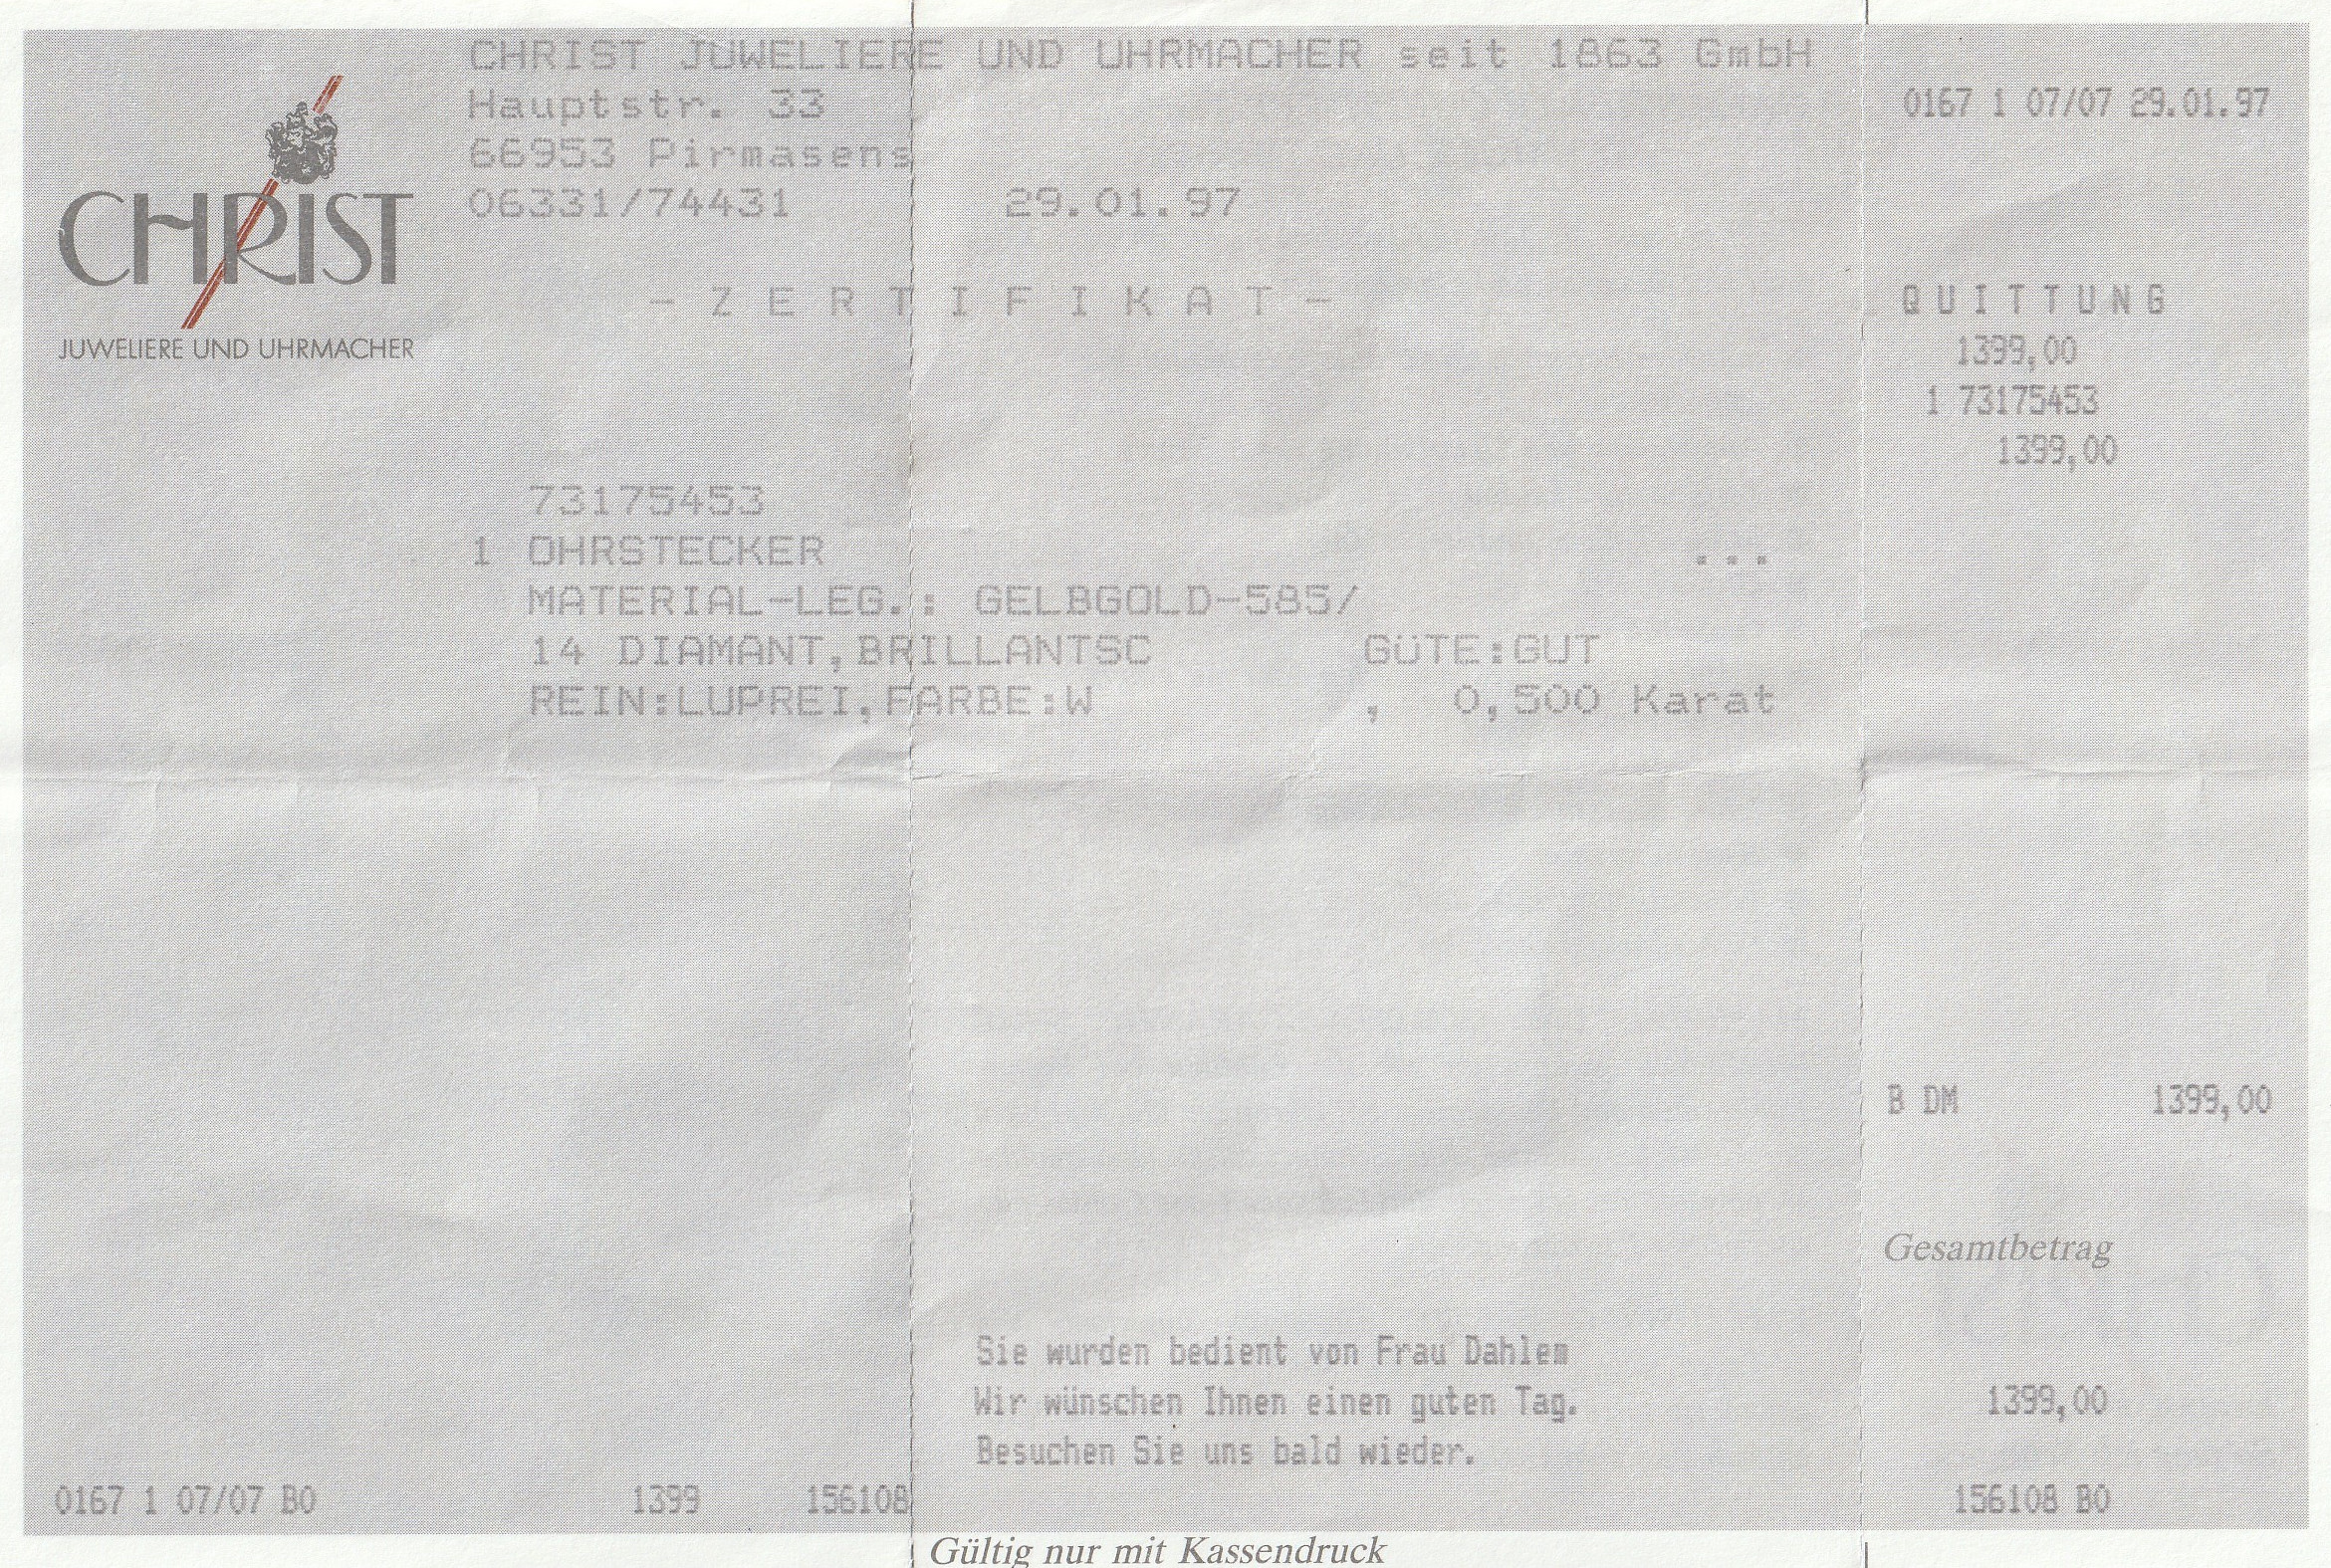 CHRIST JUWELIERE UND UHRMACHER seit 1863 GmbH
Hauptstr. 33
66953 Pirmasens
06331/74431 29.01.97
CHRIST
JUWELIERE UND UHRMACHER
- Z E R T I F I K A T -
73175453
1 OHRSTECKER ...
MATERIAL-LEG.: GELBGOLD-585/
14 DIAMANT,BRILLANTSC GüTE:GUT
REIN:LUPREI,FARBE:W , 0,500 Karat
Sie wurden bedient von Frau Dahlem
Wir wünschen Ihnen einen guten Tag.
Besuchen Sie uns bald wieder.
0167 1 07/07 B0 1399 156108
Gültig nur mit Kassendruck
0167 1 07/07 29.01.97
Q U I T T U N G
1399,00
1 73175453
1399,00
B DM 1399,00
Gesamtbetrag
1399,00
156108 B0